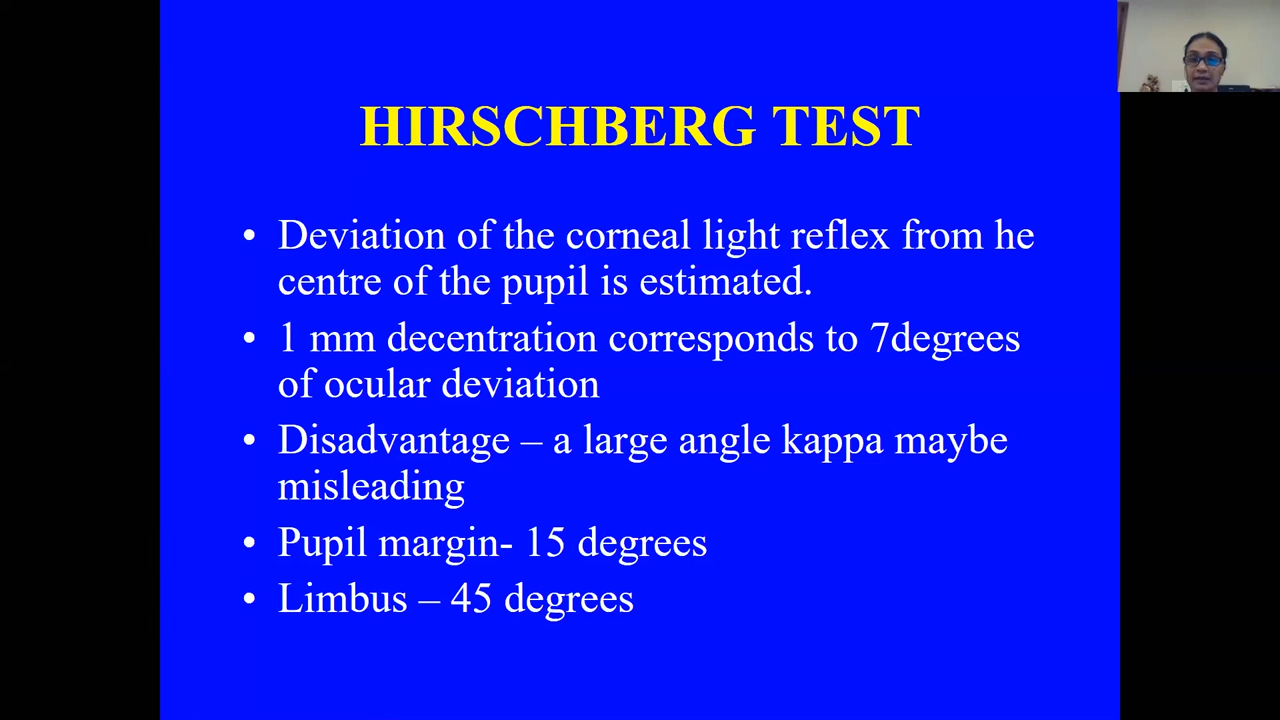 HIRSCHBERG TEST
• Deviation of the corneal light reflex from he
centre of the pupil is estimated.
• 1 mm decentration corresponds to 7degrees
of ocular deviation
• Disadvantage – a large angle kappa maybe
misleading
• Pupil margin- 15 degrees
• Limbus – 45 degrees